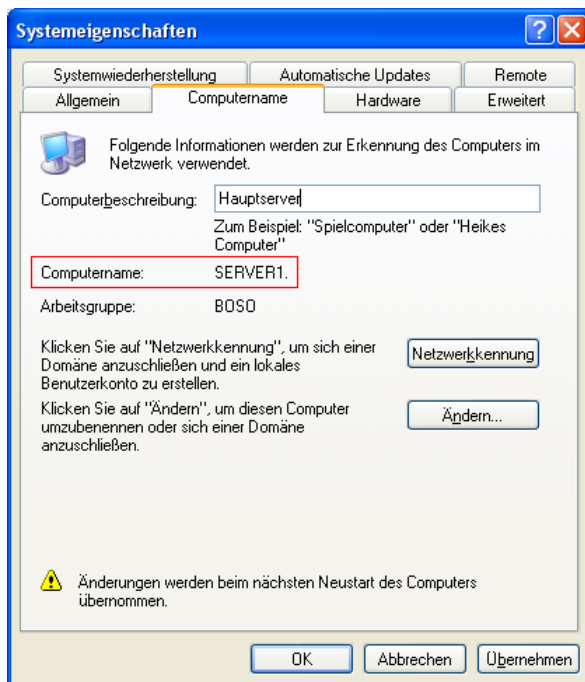 Systemeigenschaften
Systemwiederherstellung Automatische Updates Remote
Allgemein Computername Hardware Erweitert
Folgende Informationen werden zur Erkennung des Computers im
Netzwerk verwendet.
Computerbeschreibung: Hauptserver
Zum Beispiel: "Spielcomputer" oder "Heikes
Computer"
Computername: SERVER1.
Arbeitsgruppe: BOSO
Klicken Sie auf "Netzwerkkennung", um sich einer
Domäne anzuschließen und ein lokales
Benutzerkonto zu erstellen.
Netzwerkkennung
Klicken Sie auf "Ändern", um diesen Computer
umzubenennen oder sich einer Domäne
anzuschließen.
Ändern...
Änderungen werden beim nächsten Neustart des Computers
übernommen.
OK Abbrechen Übernehmen